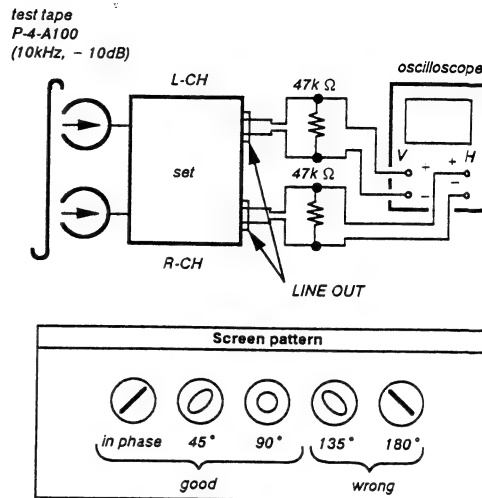 test tape
P-4-A100
(10kHz, – 10dB)
L-CH
47k Ω
oscilloscope
V
H
+
+
–
–
set
47k Ω
R-CH
LINE OUT
Screen pattern
in phase 45° 90° 135° 180°
good wrong